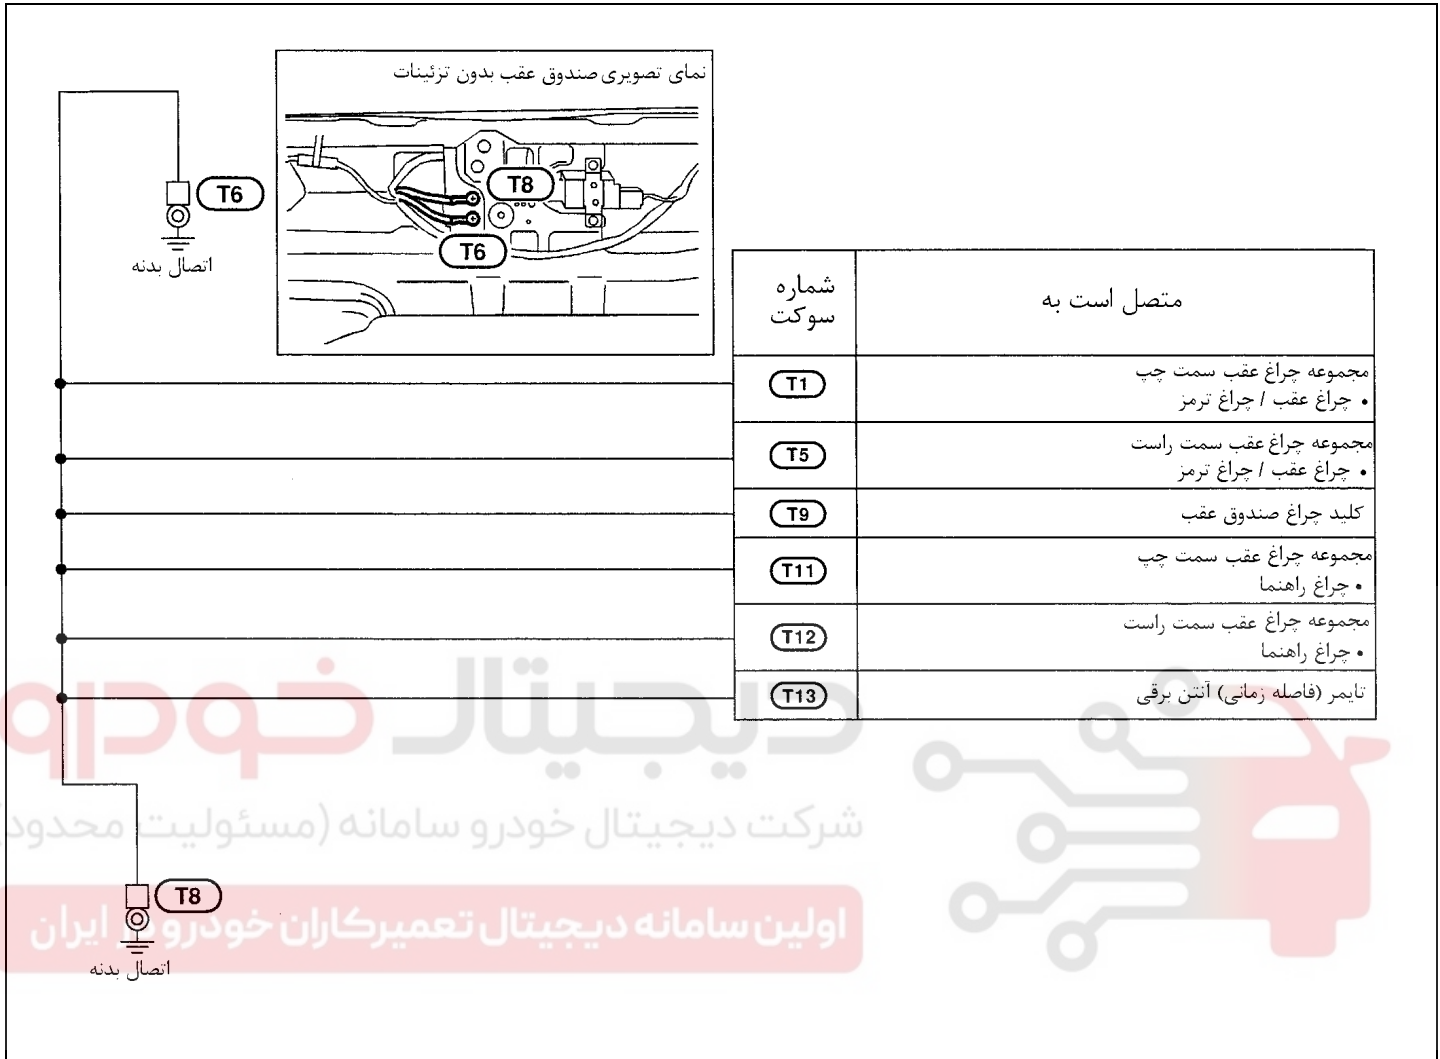 نمای تصویری صندوق عقب بدون تزئینات
T8
T6
T6
اتصال بدنه
متصل است به
شماره سوکت
مجموعه چراغ عقب سمت چپ
• چراغ عقب / چراغ ترمز
T1
مجموعه چراغ عقب سمت راست
• چراغ عقب / چراغ ترمز
T5
کلید چراغ صندوق عقب
T9
مجموعه چراغ عقب سمت چپ
• چراغ راهنما
T11
مجموعه چراغ عقب سمت راست
• چراغ راهنما
T12
تایمر (فاصله زمانی) آنتن برقی
T13
دیجیتال خودرو
شرکت دیجیتال خودرو سامانه (مسئولیت محدود)
اولین سامانه دیجیتال تعمیرکاران خودرو در ایران
T8
اتصال بدنه